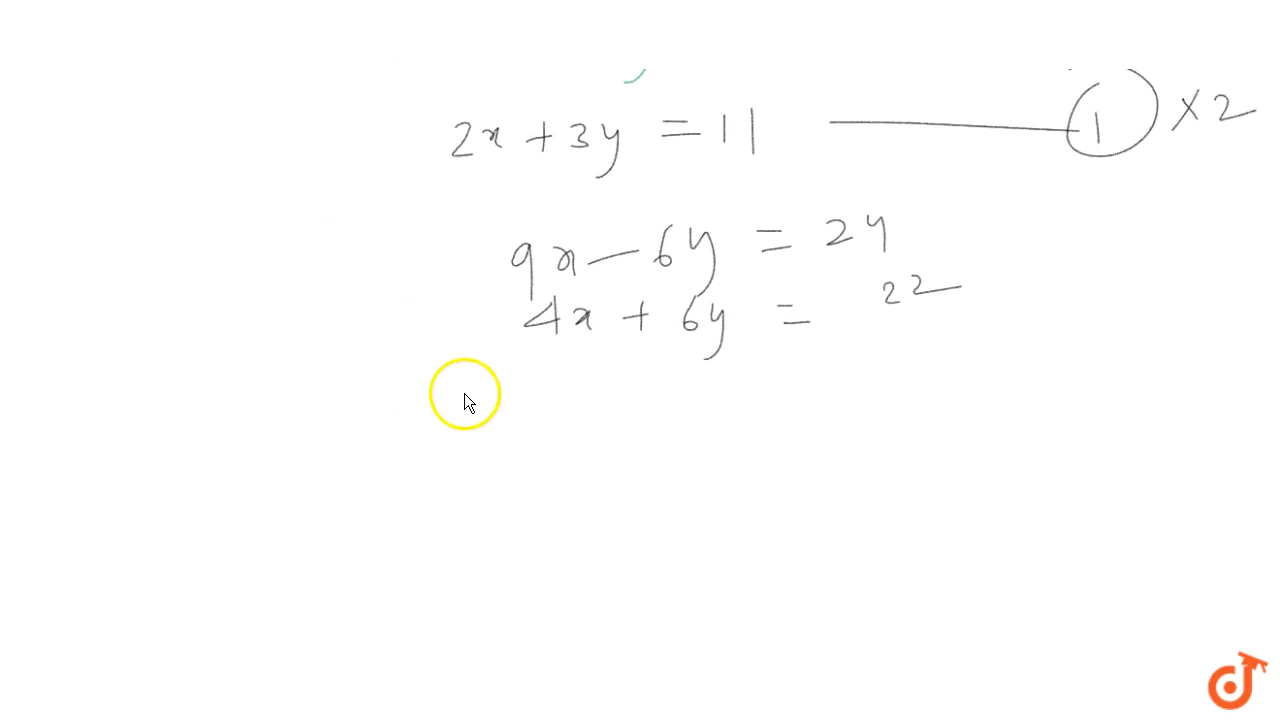 2x + 3y = 11 ——— ① × 2
9x — 6y = 24
4x + 6y = 22